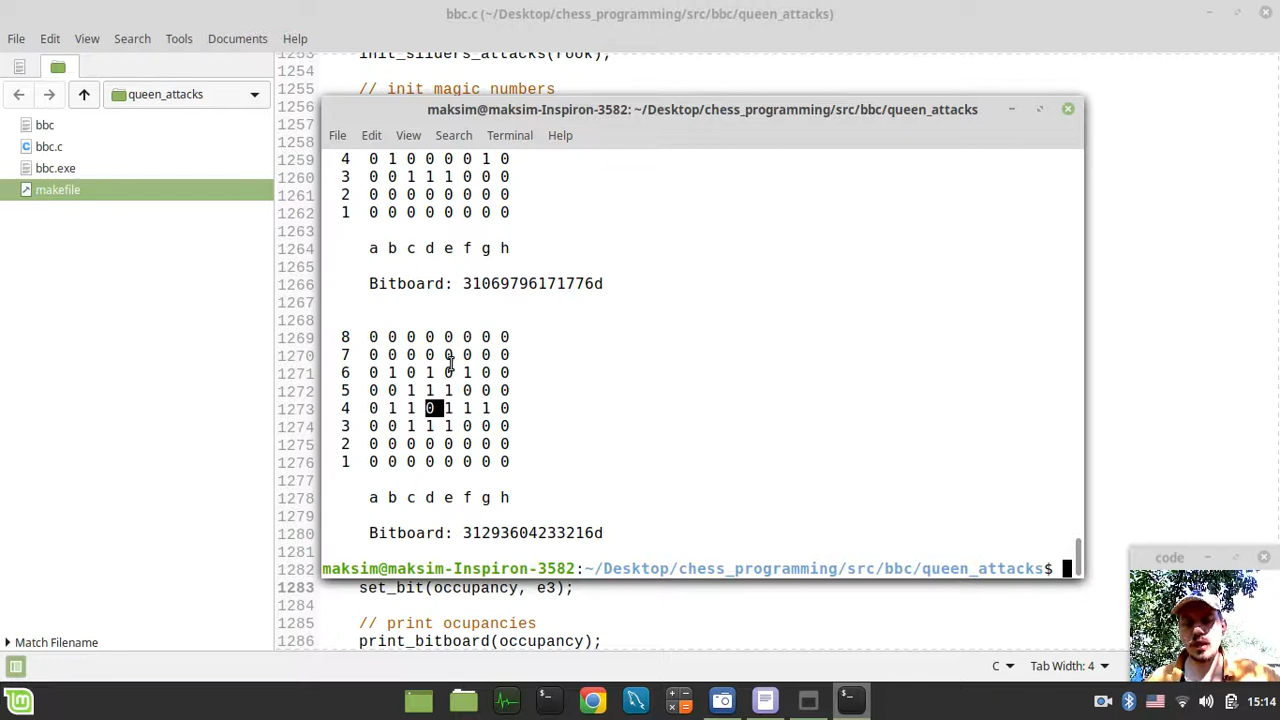 bbc.c (~/Desktop/chess_programming/src/bbc/queen_attacks)
File Edit View Search Tools Documents Help
queen_attacks
bbc
bbc.c
bbc.exe
makefile
Match Filename
1253 init_sliders_attacks(rook);
1254
1255 // init magic numbers
1256
1257
1258
1259
1260
1261
1262
1263
1264
1265
1266
1267
1268
1269
1270
1271
1272
1273
1274
1275
1276
1277
1278
1279
1280
1281
1282
1283 set_bit(occupancy, e3);
1284
1285 // print ocupancies
1286 print_bitboard(occupancy);
maksim@maksim-Inspiron-3582: ~/Desktop/chess_programming/src/bbc/queen_attacks
File Edit View Search Terminal Help
4 0 1 0 0 0 0 1 0
3 0 0 1 1 1 0 0 0
2 0 0 0 0 0 0 0 0
1 0 0 0 0 0 0 0 0
a b c d e f g h
Bitboard: 31069796171776d
8 0 0 0 0 0 0 0 0
7 0 0 0 0 0 0 0 0
6 0 1 0 1 0 1 0 0
5 0 0 1 1 1 0 0 0
4 0 1 1 0 1 1 1 0
3 0 0 1 1 1 0 0 0
2 0 0 0 0 0 0 0 0
1 0 0 0 0 0 0 0 0
a b c d e f g h
Bitboard: 31293604233216d
maksim@maksim-Inspiron-3582:~/Desktop/chess_programming/src/bbc/queen_attacks$
code
C Tab Width: 4
15:14